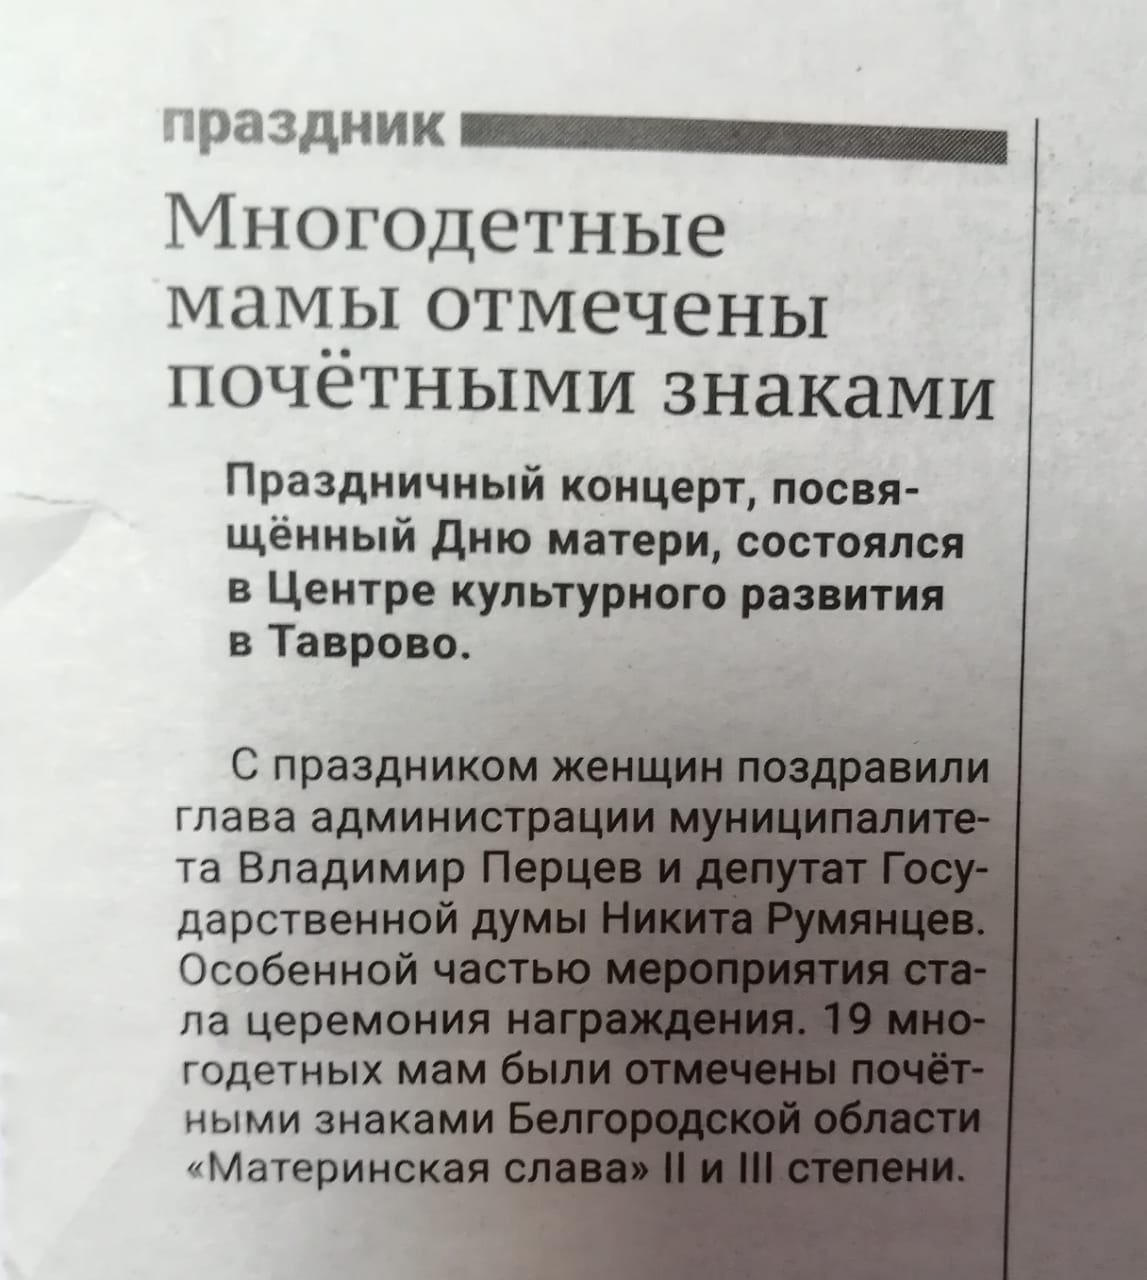 праздник
Многодетные
мамы отмечены
почётными знаками
Праздничный концерт, посвя-
щённый Дню матери, состоялся
в Центре культурного развития
в Таврово.
С праздником женщин поздравили
глава администрации муниципалите-
та Владимир Перцев и депутат Госу-
дарственной думы Никита Румянцев.
Особенной частью мероприятия ста-
ла церемония награждения. 19 мно-
годетных мам были отмечены почёт-
ными знаками Белгородской области
«Материнская слава» II и III степени.